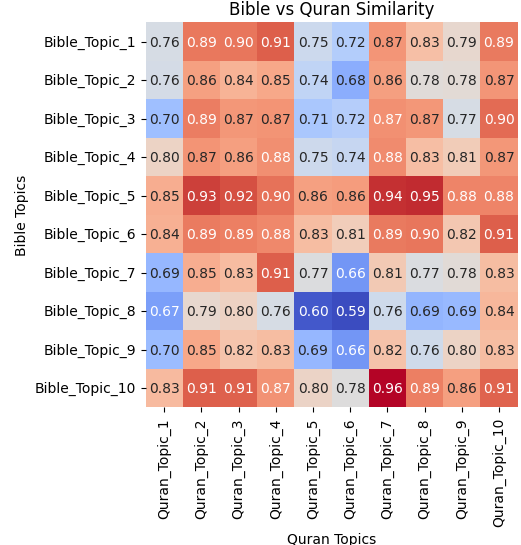 Bible vs Quran Similarity
Bible Topics
Bible_Topic_1 0.76 0.89 0.90 0.91 0.75 0.72 0.87 0.83 0.79 0.89
Bible_Topic_2 0.76 0.86 0.84 0.85 0.74 0.68 0.86 0.78 0.78 0.87
Bible_Topic_3 0.70 0.89 0.87 0.87 0.71 0.72 0.87 0.87 0.77 0.90
Bible_Topic_4 0.80 0.87 0.86 0.88 0.75 0.74 0.88 0.83 0.81 0.87
Bible_Topic_5 0.85 0.93 0.92 0.90 0.86 0.86 0.94 0.95 0.88 0.88
Bible_Topic_6 0.84 0.89 0.89 0.88 0.83 0.81 0.89 0.90 0.82 0.91
Bible_Topic_7 0.69 0.85 0.83 0.91 0.77 0.66 0.81 0.77 0.78 0.83
Bible_Topic_8 0.67 0.79 0.80 0.76 0.60 0.59 0.76 0.69 0.69 0.84
Bible_Topic_9 0.70 0.85 0.82 0.83 0.69 0.66 0.82 0.76 0.80 0.83
Bible_Topic_10 0.83 0.91 0.91 0.87 0.80 0.78 0.96 0.89 0.86 0.91
Quran_Topic_1
Quran_Topic_2
Quran_Topic_3
Quran_Topic_4
Quran_Topic_5
Quran_Topic_6
Quran_Topic_7
Quran_Topic_8
Quran_Topic_9
Quran_Topic_10
Quran Topics